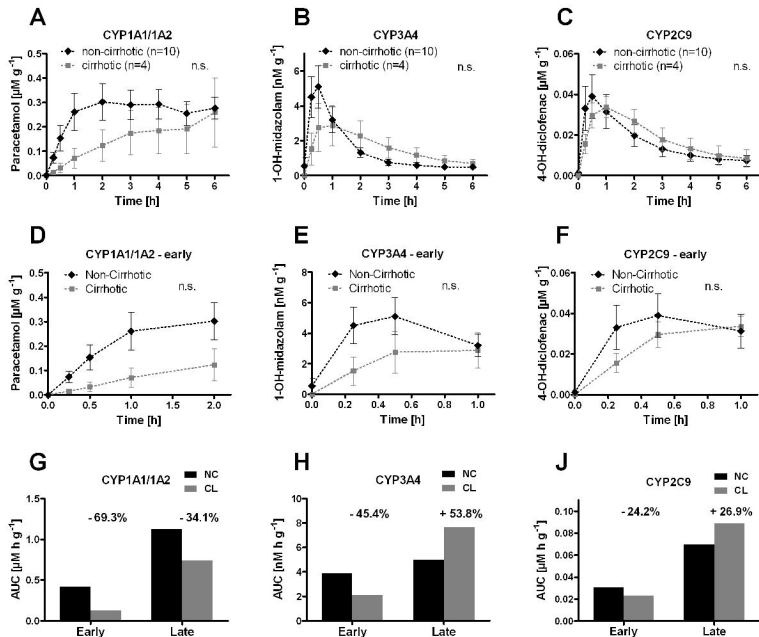 A
CYP1A1/1A2
non-cirrhotic (n=10)
cirrhotic (n=4)
n.s.
Paracetamol [µM g⁻¹]
0.5
0.4
0.3
0.2
0.1
0.0
0 1 2 3 4 5 6
Time [h]
B
CYP3A4
non-cirrhotic (n=10)
cirrhotic (n=4)
n.s.
1-OH-midazolam [nM g⁻¹]
6
4
2
0
0 1 2 3 4 5 6
Time [h]
C
CYP2C9
non-cirrhotic (n=10)
cirrhotic (n=4)
n.s.
4-OH-diclofenac [µM g⁻¹]
0.06
0.04
0.02
0.00
0 1 2 3 4 5 6
Time [h]
D
CYP1A1/1A2 - early
Non-Cirrhotic
Cirrhotic
n.s.
Paracetamol [µM g⁻¹]
0.5
0.4
0.3
0.2
0.1
0.0
0.0 0.5 1.0 1.5 2.0
Time [h]
E
CYP3A4 - early
Non-Cirrhotic
Cirrhotic
n.s.
1-OH-midazolam [nM g⁻¹]
6
4
2
0
0.0 0.2 0.4 0.6 0.8 1.0
Time [h]
F
CYP2C9 - early
Non-Cirrhotic
Cirrhotic
n.s.
4-OH-diclofenac [µM g⁻¹]
0.06
0.04
0.02
0.00
0.0 0.2 0.4 0.6 0.8 1.0
Time [h]
G
CYP1A1/1A2
NC
CL
- 69.3%
- 34.1%
AUC [µM h g⁻¹]
1.5
1.0
0.5
0.0
Early Late
H
CYP3A4
NC
CL
- 45.4%
+ 53.8%
AUC [nM h g⁻¹]
10
8
6
4
2
0
Early Late
J
CYP2C9
NC
CL
- 24.2%
+ 26.9%
AUC [µM h g⁻¹]
0.10
0.08
0.06
0.04
0.02
0.00
Early Late